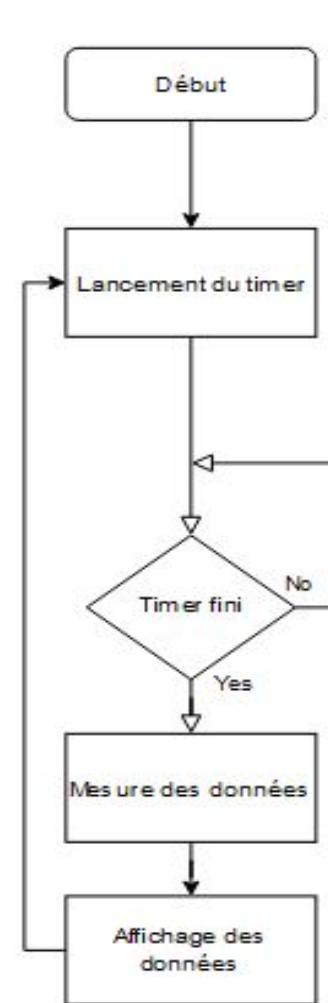 Début
Lancement du timer
Timer fini
No
Yes
Mesure des données
Affichage des
données